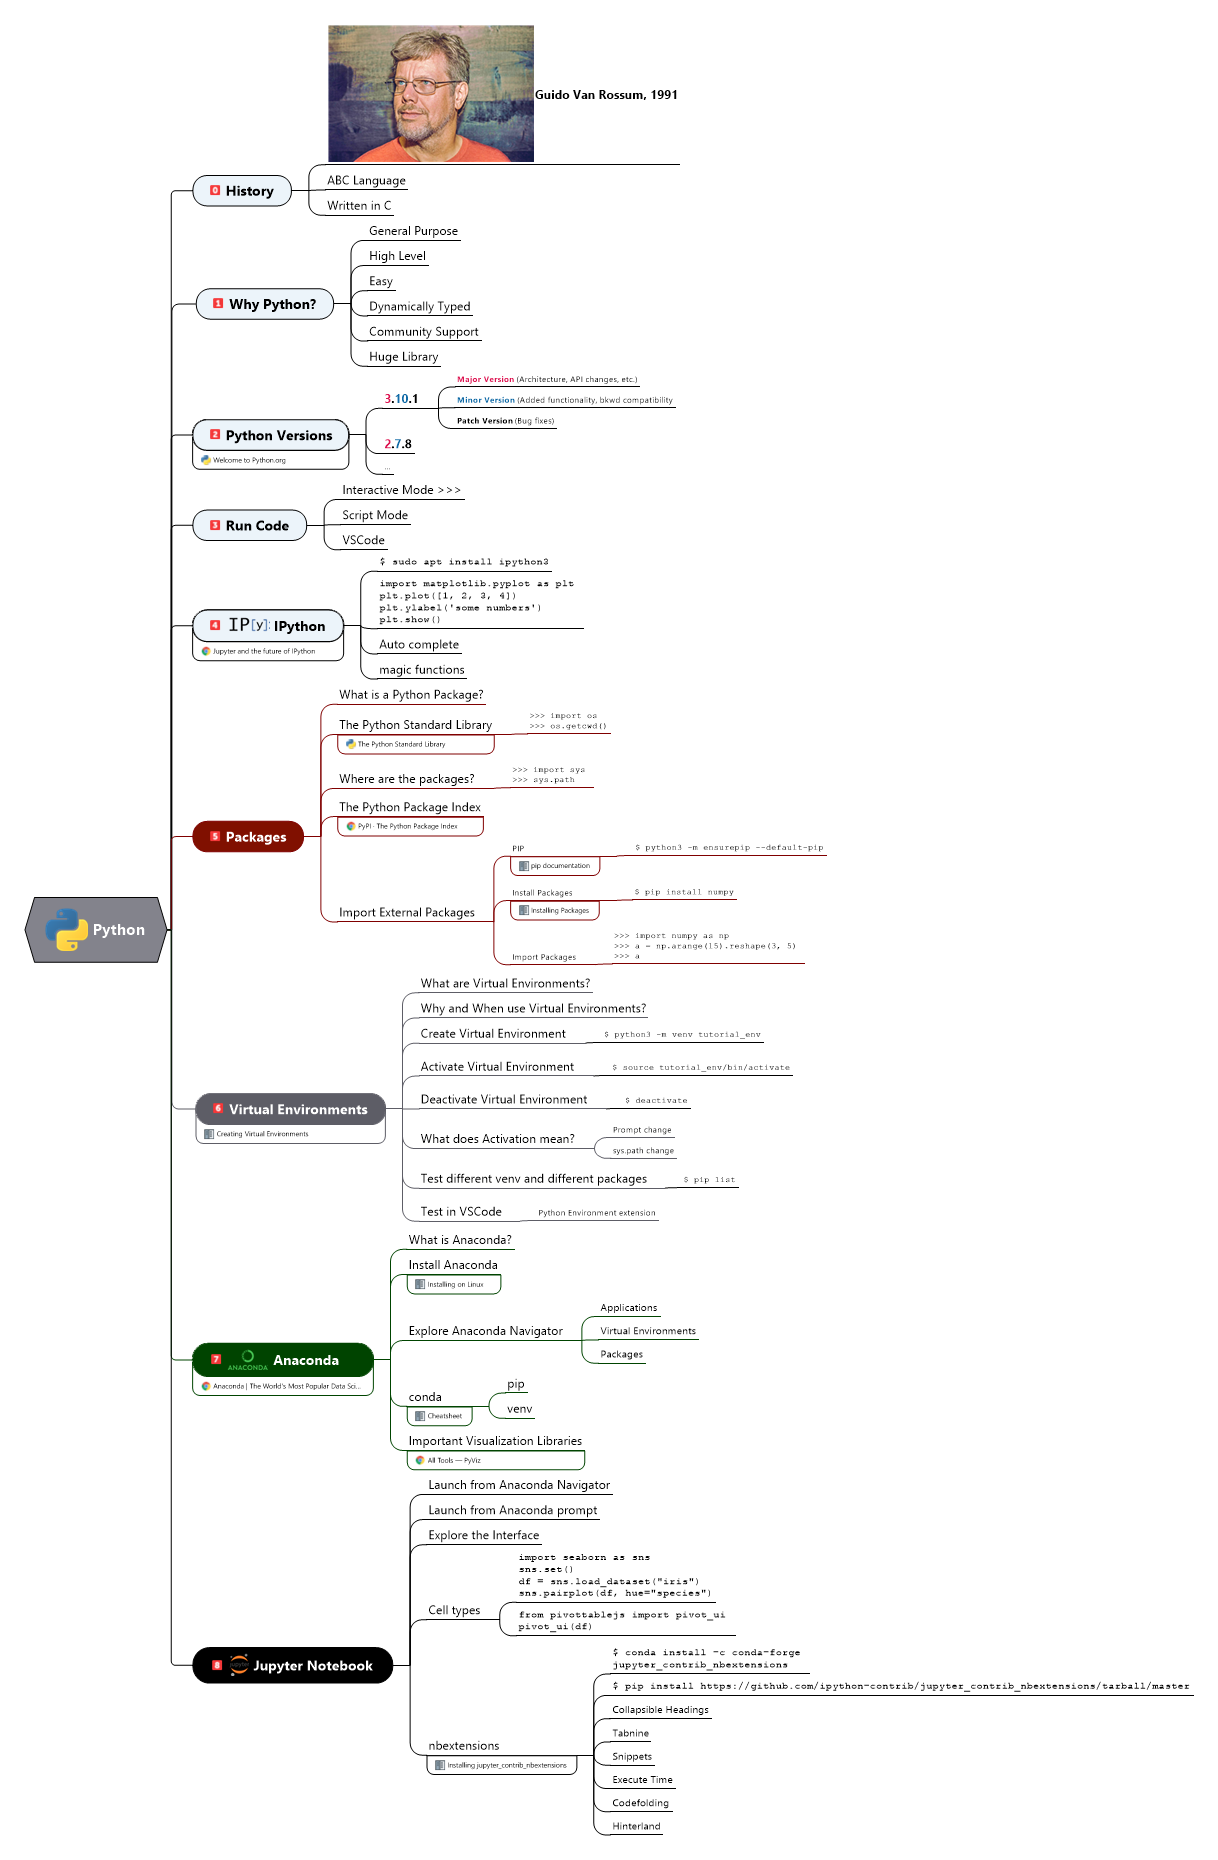 Guido Van Rossum, 1991
0 History
ABC Language
Written in C
General Purpose
High Level
Easy
1 Why Python?
Dynamically Typed
Community Support
Huge Library
Major Version (Architecture, API changes, etc.)
3.10.1
Minor Version (Added functionality, bkwd compatibility
Patch Version (Bug fixes)
2 Python Versions
Welcome to Python.org
2.7.8
...
Interactive Mode >>>
3 Run Code
Script Mode
VSCode
$ sudo apt install ipython3
import matplotlib.pyplot as plt
plt.plot([1, 2, 3, 4])
plt.ylabel('some numbers')
plt.show()
4 IP[y]: IPython
Jupyter and the future of IPython
Auto complete
magic functions
What is a Python Package?
The Python Standard Library
The Python Standard Library
>>> import os
>>> os.getcwd()
Where are the packages?
>>> import sys
>>> sys.path
The Python Package Index
PyPI · The Python Package Index
5 Packages
PIP
pip documentation
$ python3 -m ensurepip --default-pip
Install Packages
Installing Packages
$ pip install numpy
Import External Packages
Import Packages
>>> import numpy as np
>>> a = np.arange(15).reshape(3, 5)
>>> a
Python
What are Virtual Environments?
Why and When use Virtual Environments?
Create Virtual Environment
$ python3 -m venv tutorial_env
Activate Virtual Environment
$ source tutorial_env/bin/activate
6 Virtual Environments
Creating Virtual Environments
Deactivate Virtual Environment
$ deactivate
What does Activation mean?
Prompt change
sys.path change
Test different venv and different packages
$ pip list
Test in VSCode
Python Environment extension
What is Anaconda?
Install Anaconda
Installing on Linux
Explore Anaconda Navigator
Applications
Virtual Environments
Packages
7 ANACONDA Anaconda
Anaconda | The World's Most Popular Data Sci...
conda
Cheatsheet
pip
venv
Important Visualization Libraries
All Tools — PyViz
Launch from Anaconda Navigator
Launch from Anaconda prompt
Explore the Interface
Cell types
import seaborn as sns
sns.set()
df = sns.load_dataset("iris")
sns.pairplot(df, hue="species")
from pivottablejs import pivot_ui
pivot_ui(df)
8 jupyter Jupyter Notebook
nbextensions
Installing jupyter_contrib_nbextensions
$ conda install -c conda-forge
jupyter_contrib_nbextensions
$ pip install https://github.com/ipython-contrib/jupyter_contrib_nbextensions/tarball/master
Collapsible Headings
Tabnine
Snippets
Execute Time
Codefolding
Hinterland